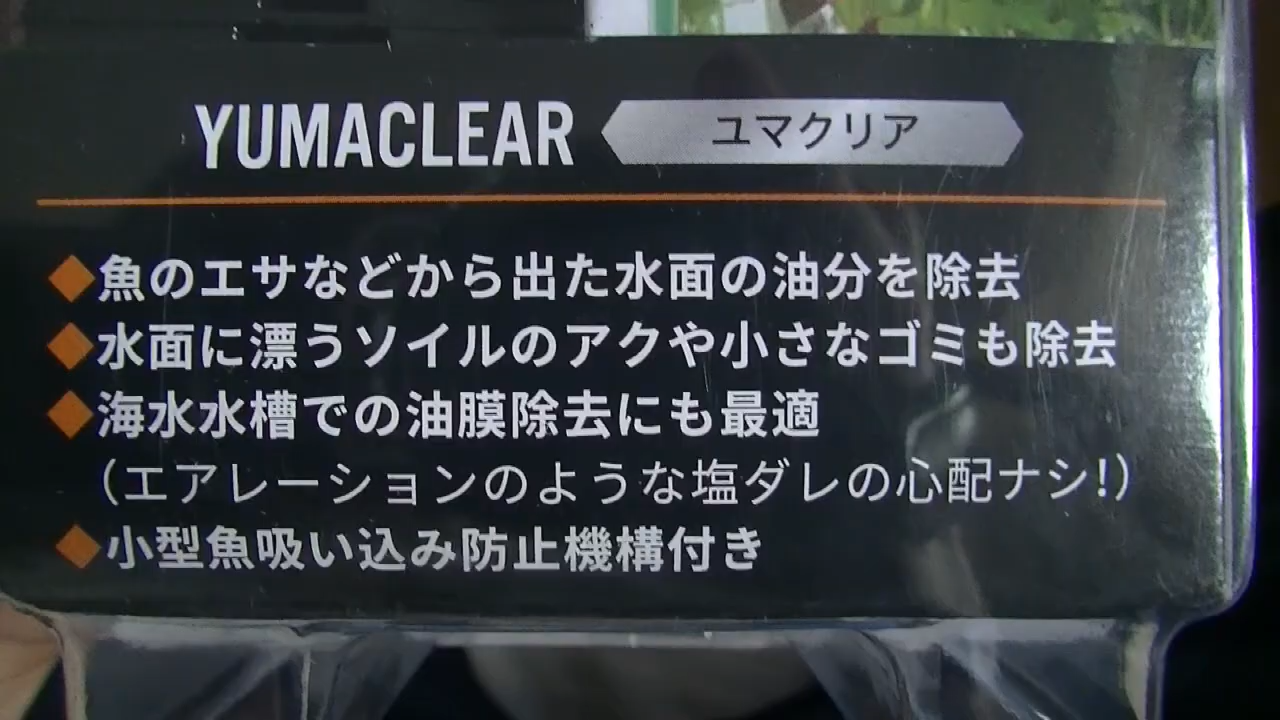 YUMACLEAR ユマクリア
◆魚のエサなどから出た水面の油分を除去
◆水面に漂うソイルのアクや小さなゴミも除去
◆海水水槽での油膜除去にも最適
(エアレーションのような塩ダレの心配ナシ!)
◆小型魚吸い込み防止機構付き